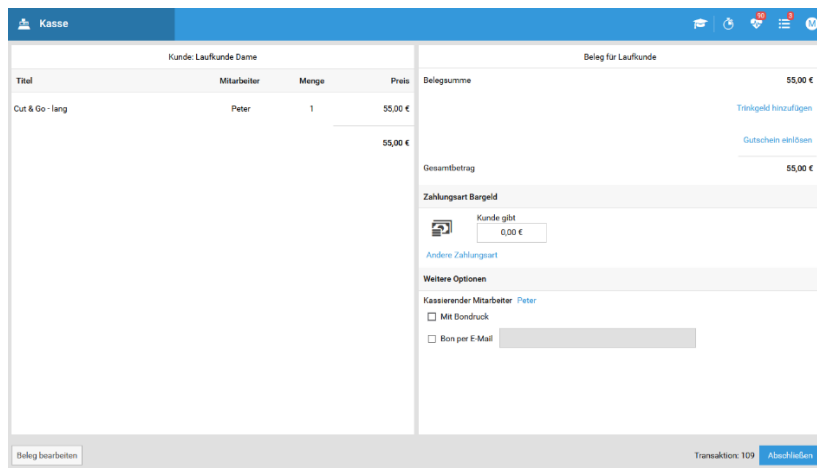 Kasse
90
3
M
Kunde: Laufkunde Dame
Titel Mitarbeiter Menge Preis
Cut & Go - lang Peter 1 55,00 €
55,00 €
Beleg für Laufkunde
Belegsumme 55,00 €
Trinkgeld hinzufügen
Gutschein einlösen
Gesamtbetrag 55,00 €
Zahlungsart Bargeld
Kunde gibt
0,00 €
Andere Zahlungsart
Weitere Optionen
Kassierender Mitarbeiter Peter
Mit Bondruck
Bon per E-Mail
Beleg bearbeiten
Transaktion: 109 Abschließen